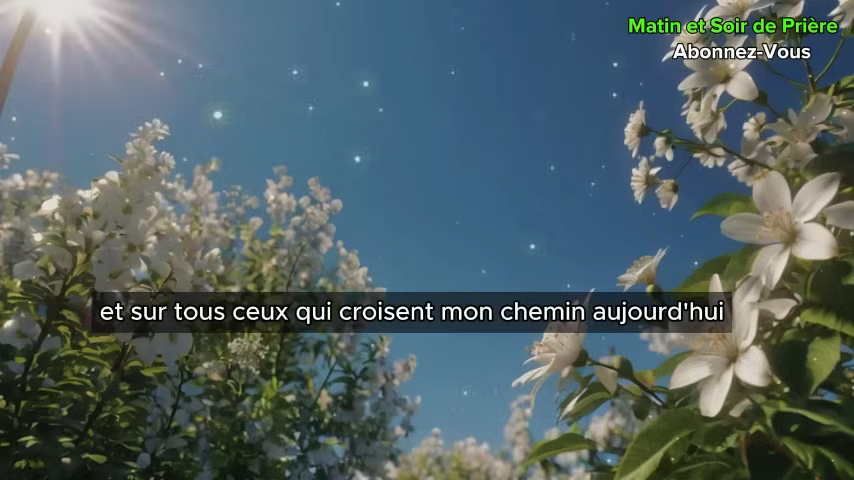 Matin et Soir de Prière
Abonnez-Vous
et sur tous ceux qui croisent mon chemin aujourd'hui